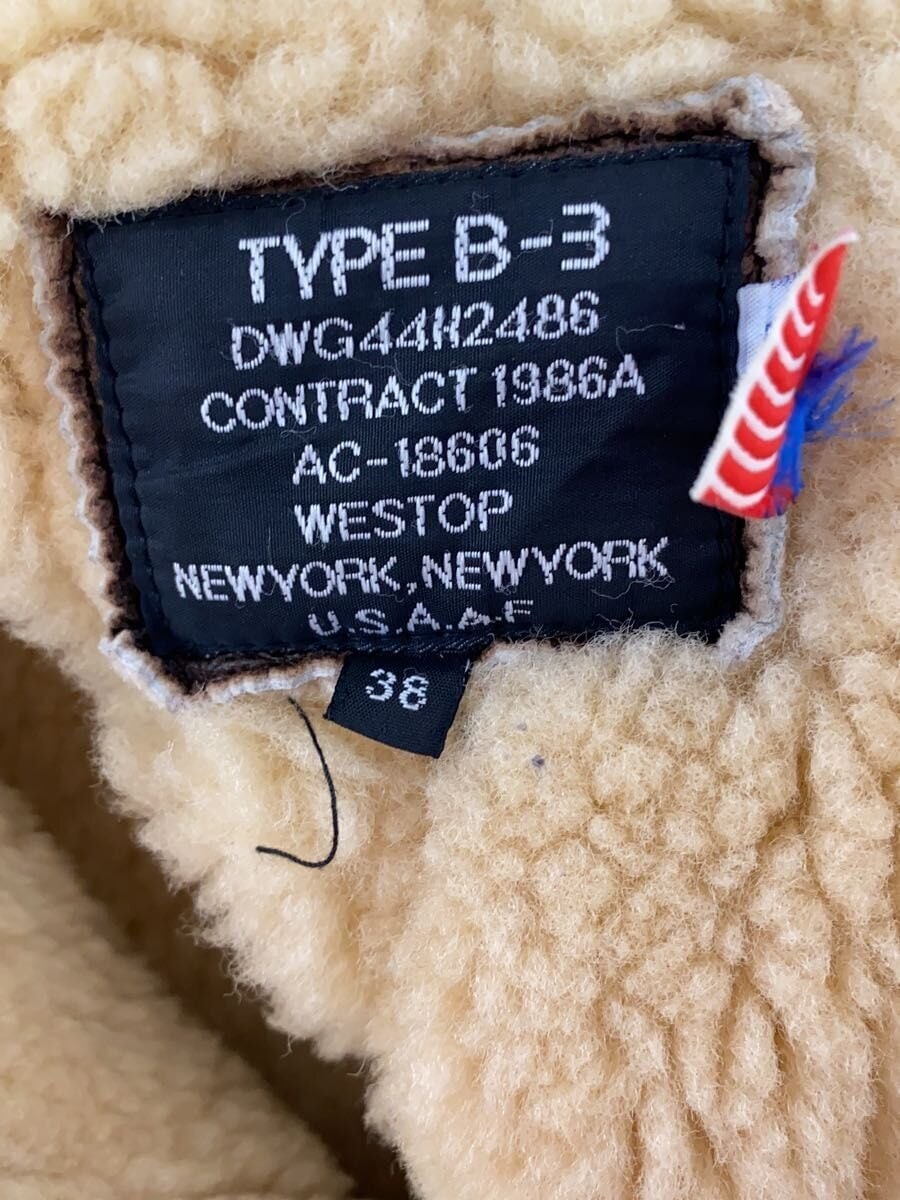 TYPE B-3
DWG44H2486
CONTRACT 1986A
AC-18606
WESTOP
NEWYORK,NEWYORK
U.S.A.A.F
38